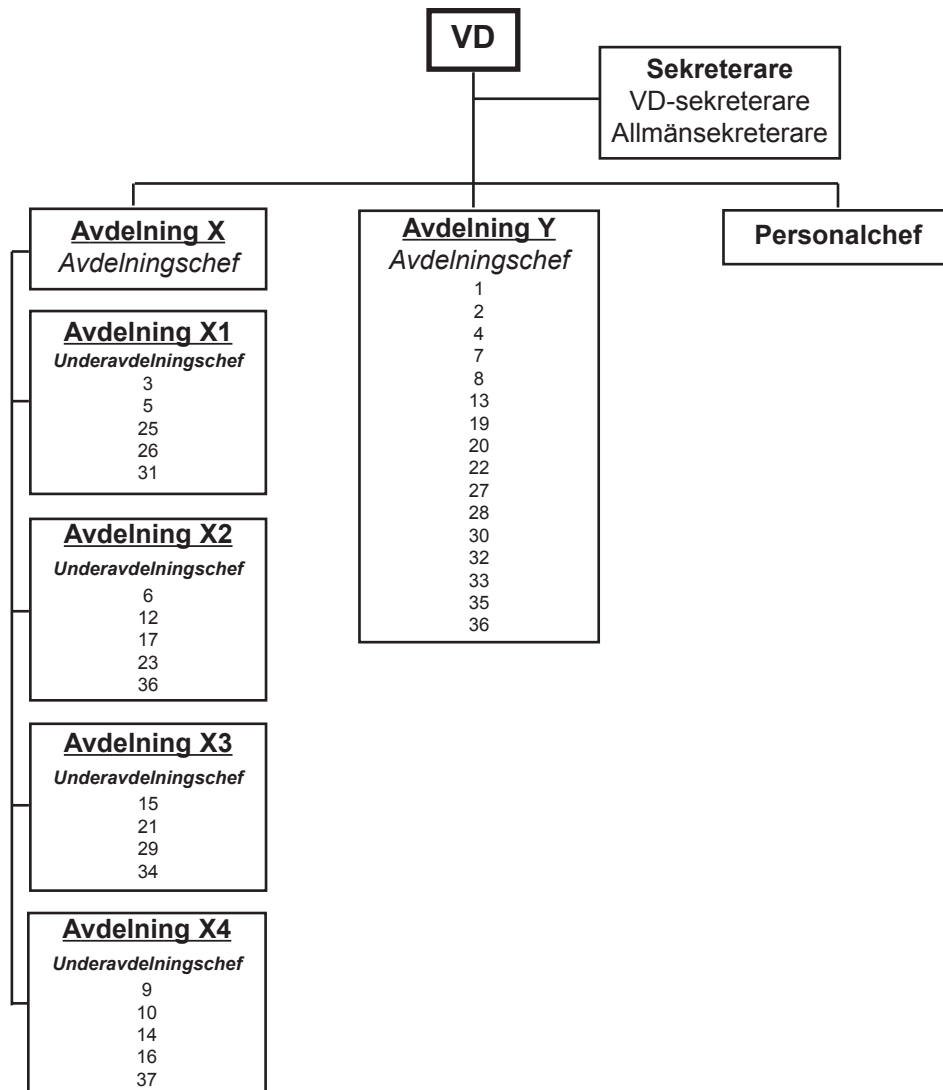 VD
Sekreterare
VD-sekreterare
Allmänsekreterare
Avdelning X
Avdelningschef
Avdelning X1
Underavdelningschef
3
5
25
26
31
Avdelning X2
Underavdelningschef
6
12
17
23
36
Avdelning X3
Underavdelningschef
15
21
29
34
Avdelning X4
Underavdelningschef
9
10
14
16
37
Avdelning Y
Avdelningschef
1
2
4
7
8
13
19
20
22
27
28
30
32
33
35
36
Personalchef